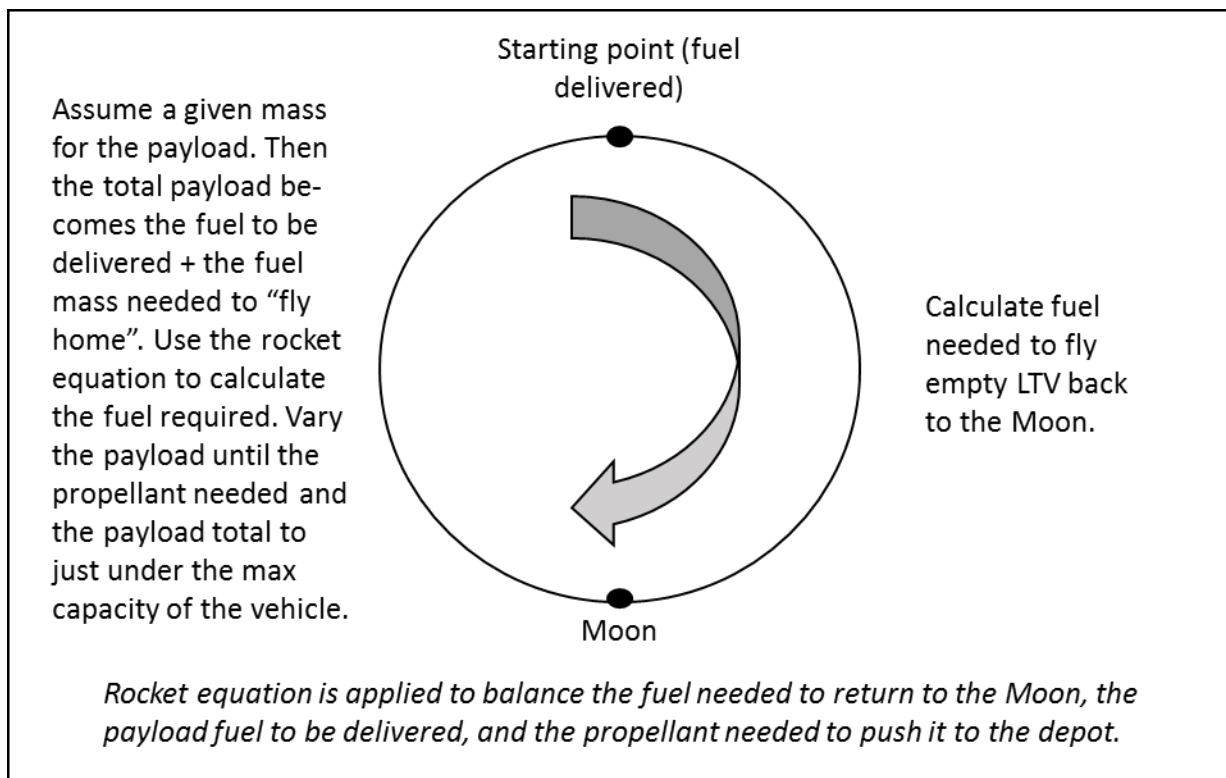 Starting point (fuel
delivered)
Assume a given mass
for the payload. Then
the total payload be-
comes the fuel to be
delivered + the fuel
mass needed to “fly
home”. Use the rocket
equation to calculate
the fuel required. Vary
the payload until the
propellant needed and
the payload total to
just under the max
capacity of the vehicle.
Calculate fuel
needed to fly
empty LTV back
to the Moon.
Moon
Rocket equation is applied to balance the fuel needed to return to the Moon, the
payload fuel to be delivered, and the propellant needed to push it to the depot.